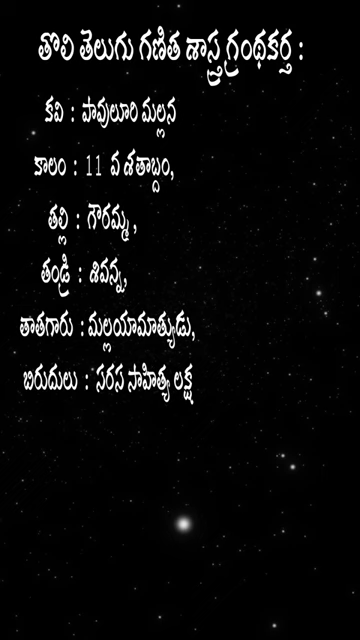 తొలి తెలుగు గణిత శాస్త్ర గ్రంథకర్త :
కవి : పావులూరి మల్లన
కాలం : 11 వ శతాబ్దం,
తల్లి : గౌరమ్మ,
తండ్రి : శివన్న,
తాతగారు : మల్లయామాత్యుడు,
బిరుదులు : సరస సాహిత్య లక్ష